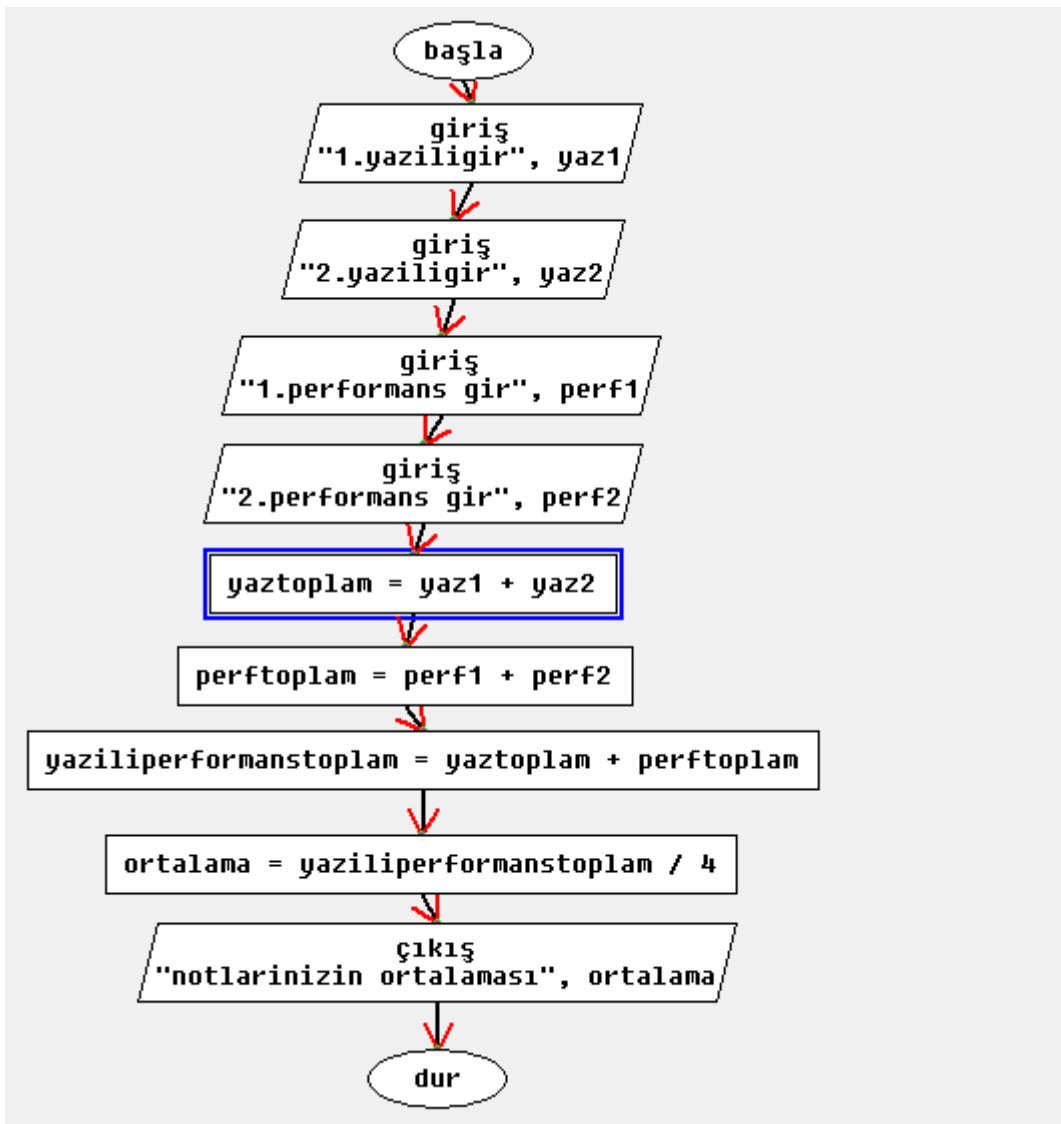 başla
giriş
"1.yaziligir", yaz1
giriş
"2.yaziligir", yaz2
giriş
"1.performans gir", perf1
giriş
"2.performans gir", perf2
yaztoplam = yaz1 + yaz2
perftoplam = perf1 + perf2
yaziliperformanstoplam = yaztoplam + perftoplam
ortalama = yaziliperformanstoplam / 4
çıkış
"notlarinizin ortalaması", ortalama
dur